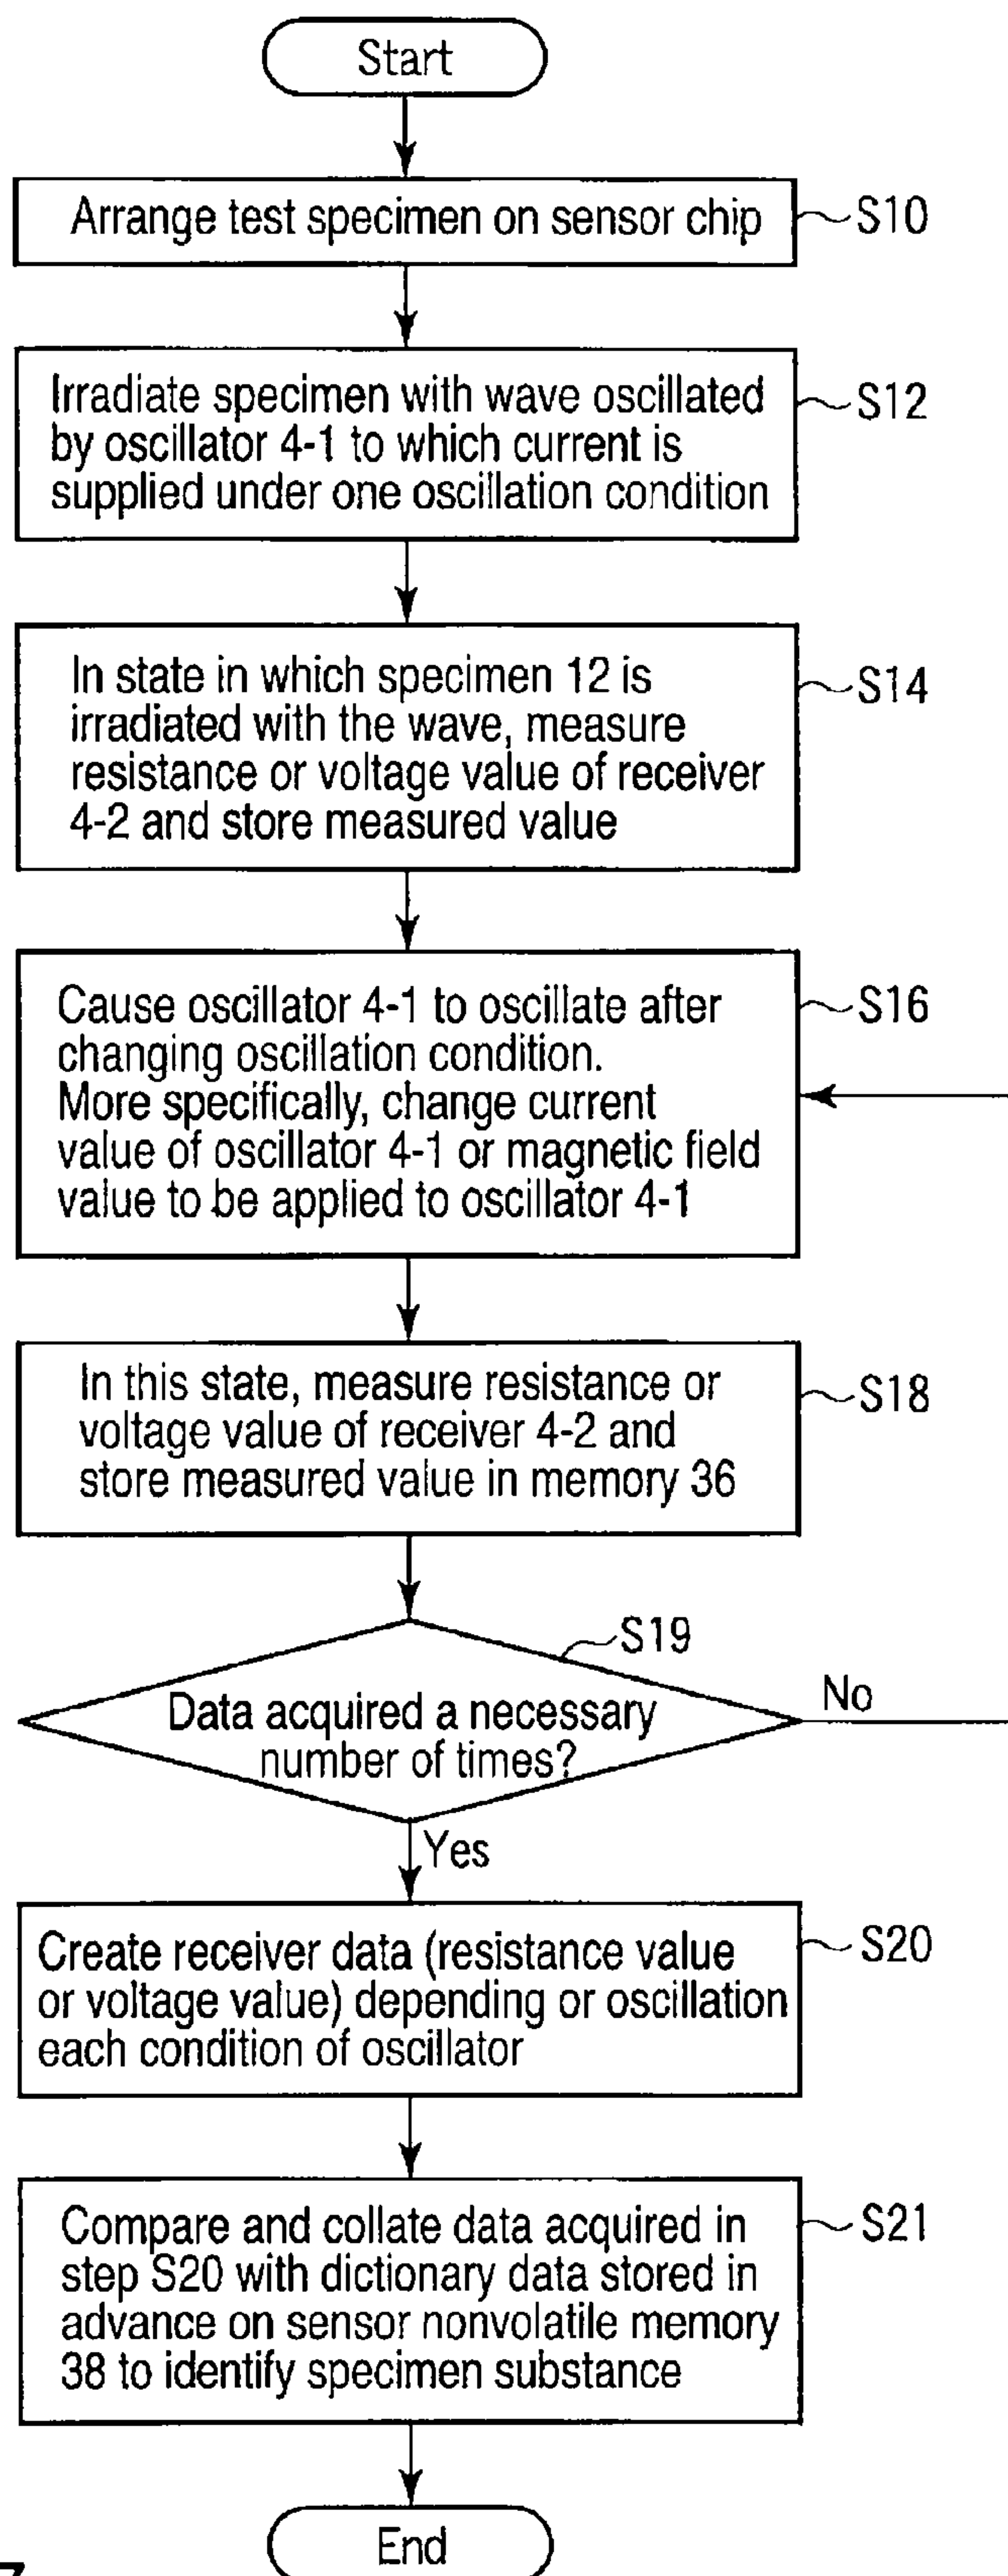 Start
Arrange test specimen on sensor chip
S10
Irradiate specimen with wave oscillated
by oscillator 4-1 to which current is
supplied under one oscillation condition
S12
In state in which specimen 12 is
irradiated with the wave, measure
resistance or voltage value of receiver
4-2 and store measured value
S14
Cause oscillator 4-1 to oscillate after
changing oscillation condition.
More specifically, change current
value of oscillator 4-1 or magnetic field
value to be applied to oscillator 4-1
S16
In this state, measure resistance or
voltage value of receiver 4-2 and
store measured value in memory 36
S18
S19
Data acquired a necessary
number of times?
No
Yes
Create receiver data (resistance value
or voltage value) depending or oscillation
each condition of oscillator
S20
Compare and collate data acquired in
step S20 with dictionary data stored in
advance on sensor nonvolatile memory
38 to identify specimen substance
S21
End